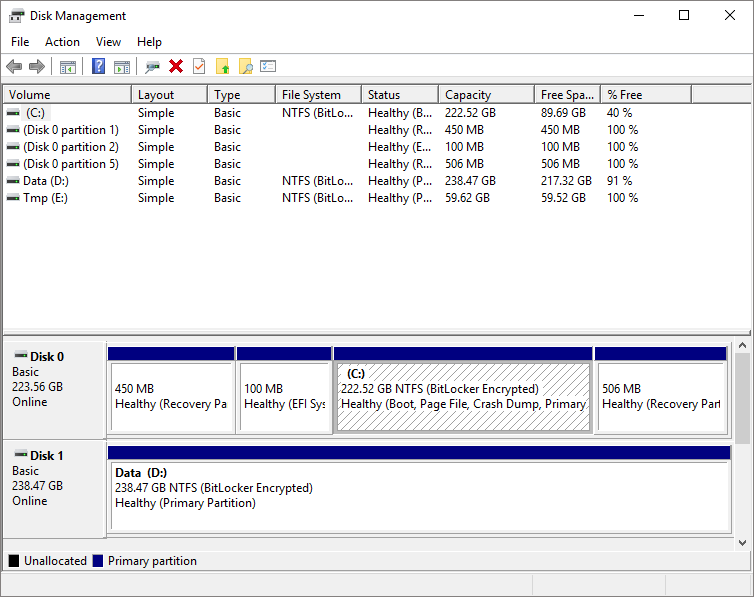 Disk Management
File Action View Help
Volume Layout Type File System Status Capacity Free Spa... % Free
(C:) Simple Basic NTFS (BitLo... Healthy (B... 222.52 GB 89.69 GB 40 %
(Disk 0 partition 1) Simple Basic Healthy (R... 450 MB 450 MB 100 %
(Disk 0 partition 2) Simple Basic Healthy (E... 100 MB 100 MB 100 %
(Disk 0 partition 5) Simple Basic Healthy (R... 506 MB 506 MB 100 %
Data (D:) Simple Basic NTFS (BitLo... Healthy (P... 238.47 GB 217.32 GB 91 %
Tmp (E:) Simple Basic NTFS (BitLo... Healthy (P... 59.62 GB 59.52 GB 100 %
Disk 0
Basic
223.56 GB
Online
450 MB
Healthy (Recovery Pa
100 MB
Healthy (EFI Sys
(C:)
222.52 GB NTFS (BitLocker Encrypted)
Healthy (Boot, Page File, Crash Dump, Primary
506 MB
Healthy (Recovery Part
Disk 1
Basic
238.47 GB
Online
Data (D:)
238.47 GB NTFS (BitLocker Encrypted)
Healthy (Primary Partition)
Unallocated Primary partition